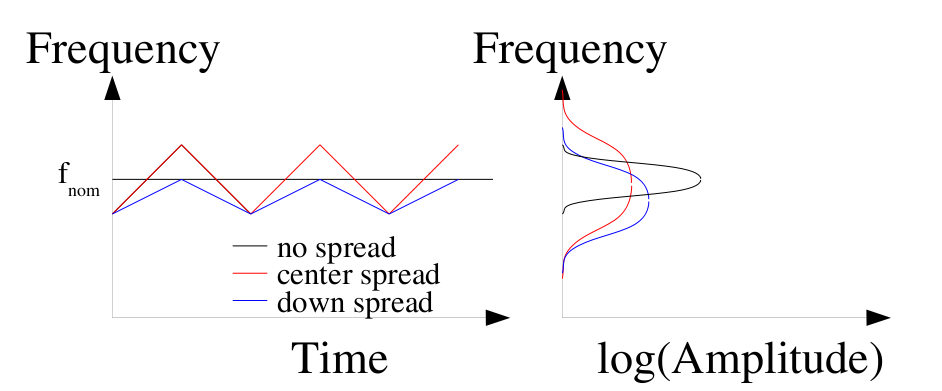 Frequency
f nom
no spread
center spread
down spread
Time
Frequency
log(Amplitude)